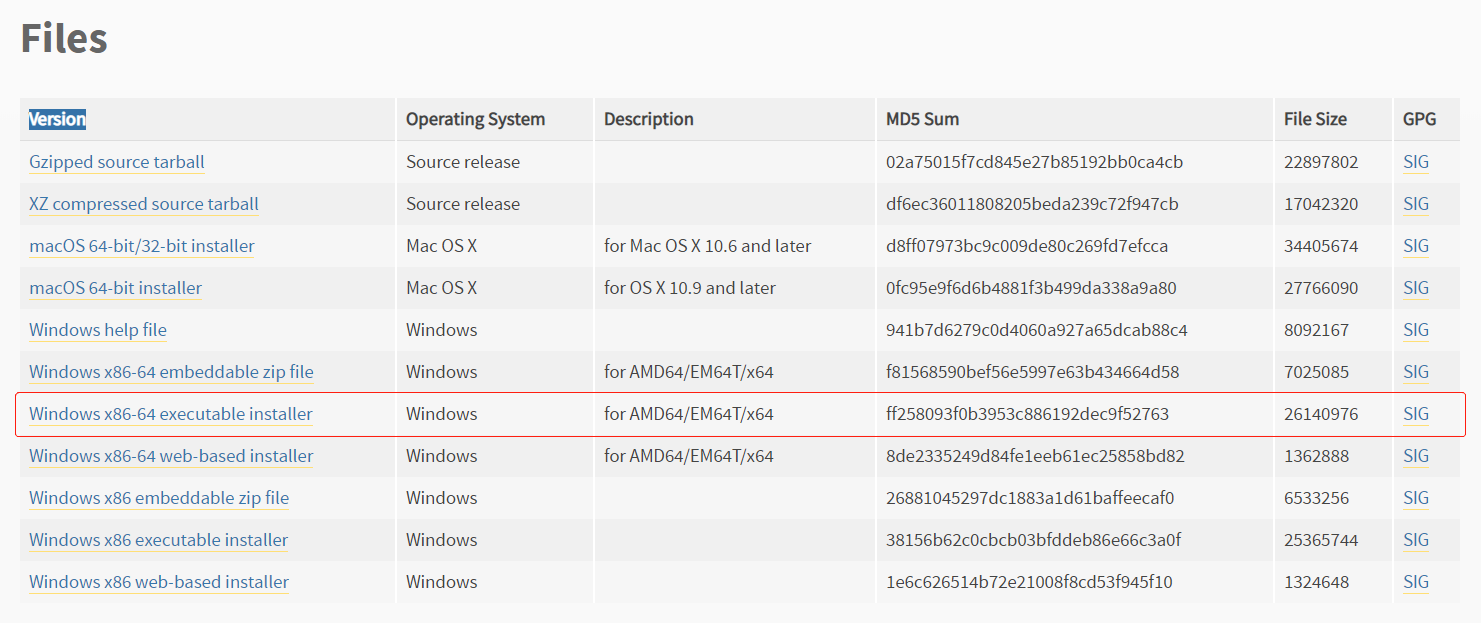 Files
Version Operating System Description MD5 Sum File Size GPG
Gzipped source tarball Source release 02a75015f7cd845e27b85192bb0ca4cb 22897802 SIG
XZ compressed source tarball Source release df6ec36011808205beda239c72f947cb 17042320 SIG
macOS 64-bit/32-bit installer Mac OS X for Mac OS X 10.6 and later d8ff07973bc9c009de80c269fd7efcca 34405674 SIG
macOS 64-bit installer Mac OS X for OS X 10.9 and later 0fc95e9f6d6b4881f3b499da338a9a80 27766090 SIG
Windows help file Windows 941b7d6279c0d4060a927a65dcab88c4 8092167 SIG
Windows x86-64 embeddable zip file Windows for AMD64/EM64T/x64 f81568590bef56e5997e63b434664d58 7025085 SIG
Windows x86-64 executable installer Windows for AMD64/EM64T/x64 ff258093f0b3953c886192dec9f52763 26140976 SIG
Windows x86-64 web-based installer Windows for AMD64/EM64T/x64 8de2335249d84fe1eeb61ec25858bd82 1362888 SIG
Windows x86 embeddable zip file Windows 26881045297dc1883a1d61baffeecaf0 6533256 SIG
Windows x86 executable installer Windows 38156b62c0cbcb03bfddeb86e66c3a0f 25365744 SIG
Windows x86 web-based installer Windows 1e6c626514b72e21008f8cd53f945f10 1324648 SIG